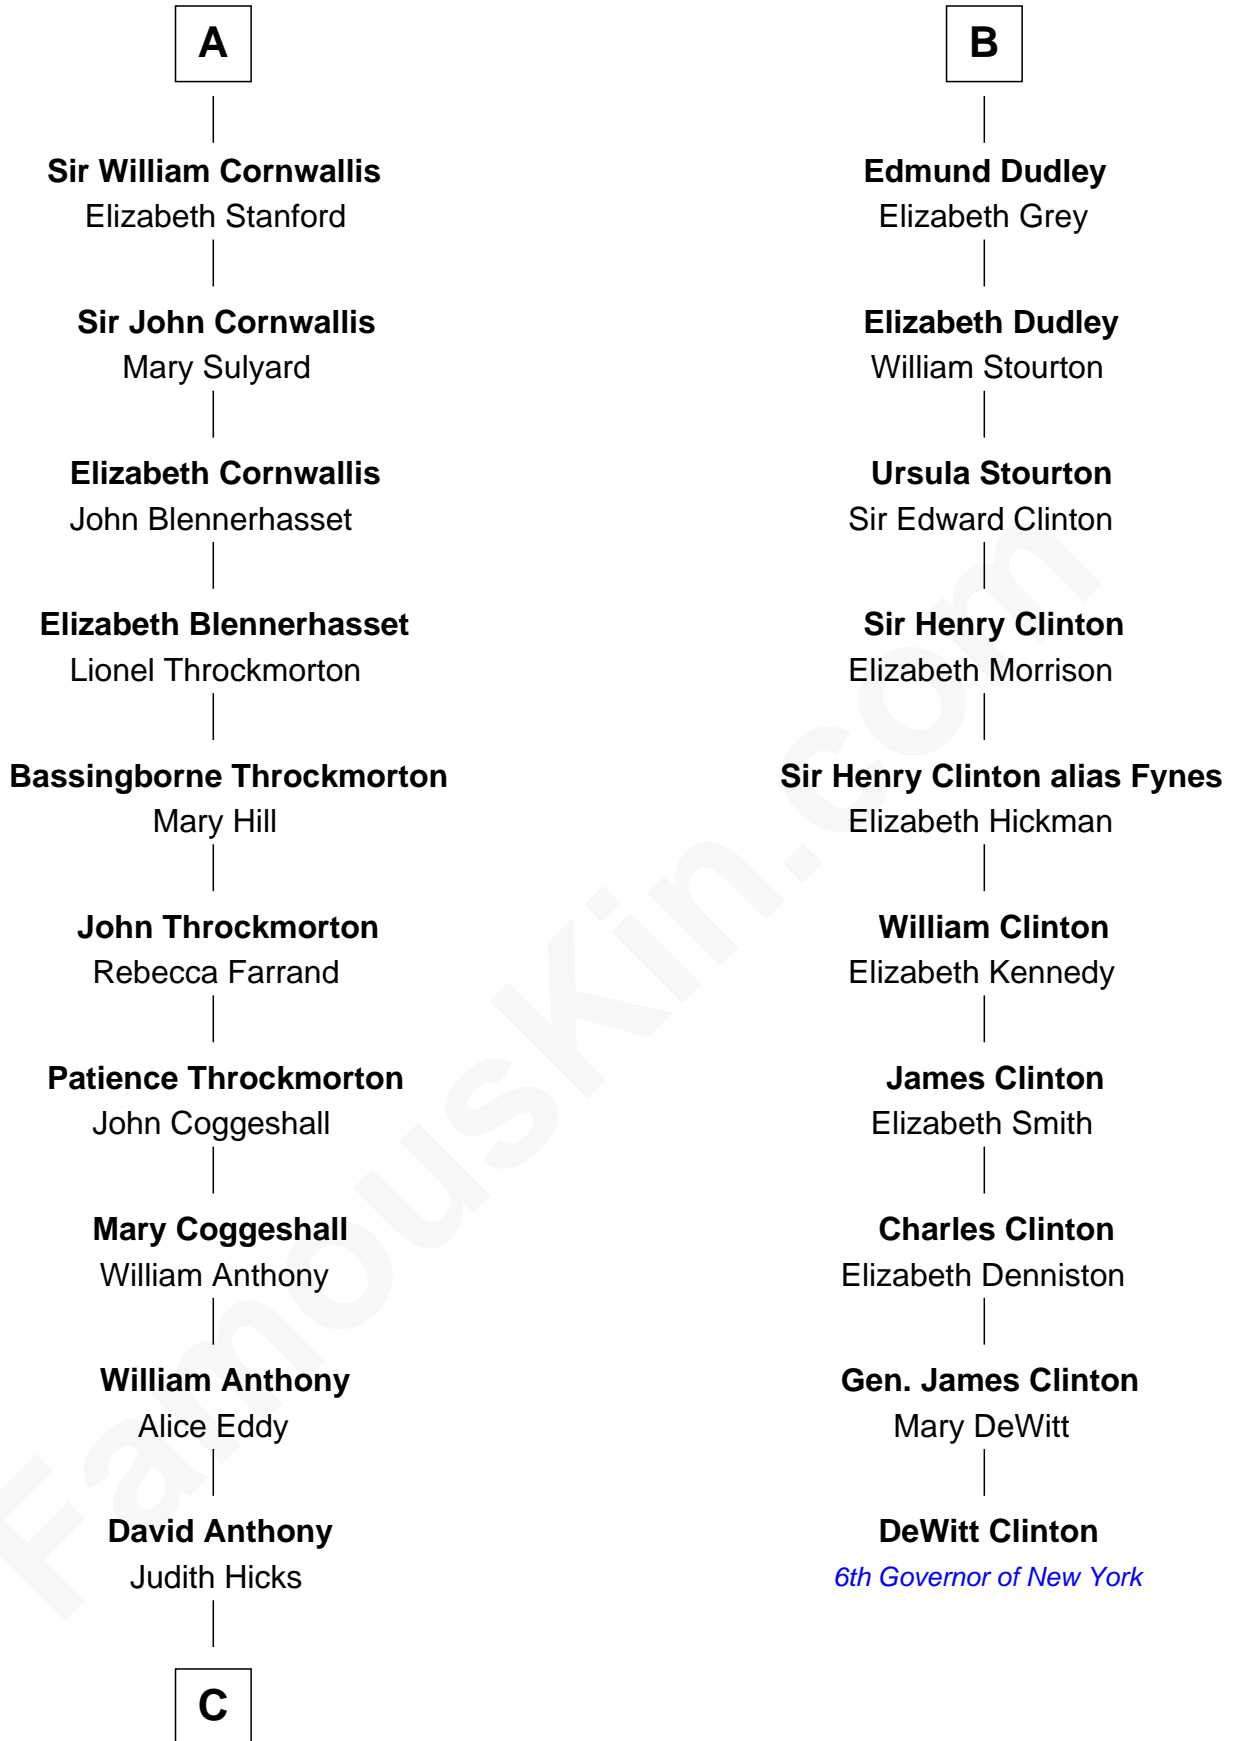 A
Sir William Cornwallis
Elizabeth Stanford
Sir John Cornwallis
Mary Sulyard
Elizabeth Cornwallis
John Blennerhasset
Elizabeth Blennerhasset
Lionel Throckmorton
Bassingborne Throckmorton
Mary Hill
John Throckmorton
Rebecca Farrand
Patience Throckmorton
John Coggeshall
Mary Coggeshall
William Anthony
William Anthony
Alice Eddy
David Anthony
Judith Hicks
C
B
Edmund Dudley
Elizabeth Grey
Elizabeth Dudley
William Stourton
Ursula Stourton
Sir Edward Clinton
Sir Henry Clinton
Elizabeth Morrison
Sir Henry Clinton alias Fynes
Elizabeth Hickman
William Clinton
Elizabeth Kennedy
James Clinton
Elizabeth Smith
Charles Clinton
Elizabeth Denniston
Gen. James Clinton
Mary DeWitt
DeWitt Clinton
6th Governor of New York
FamousKin.com